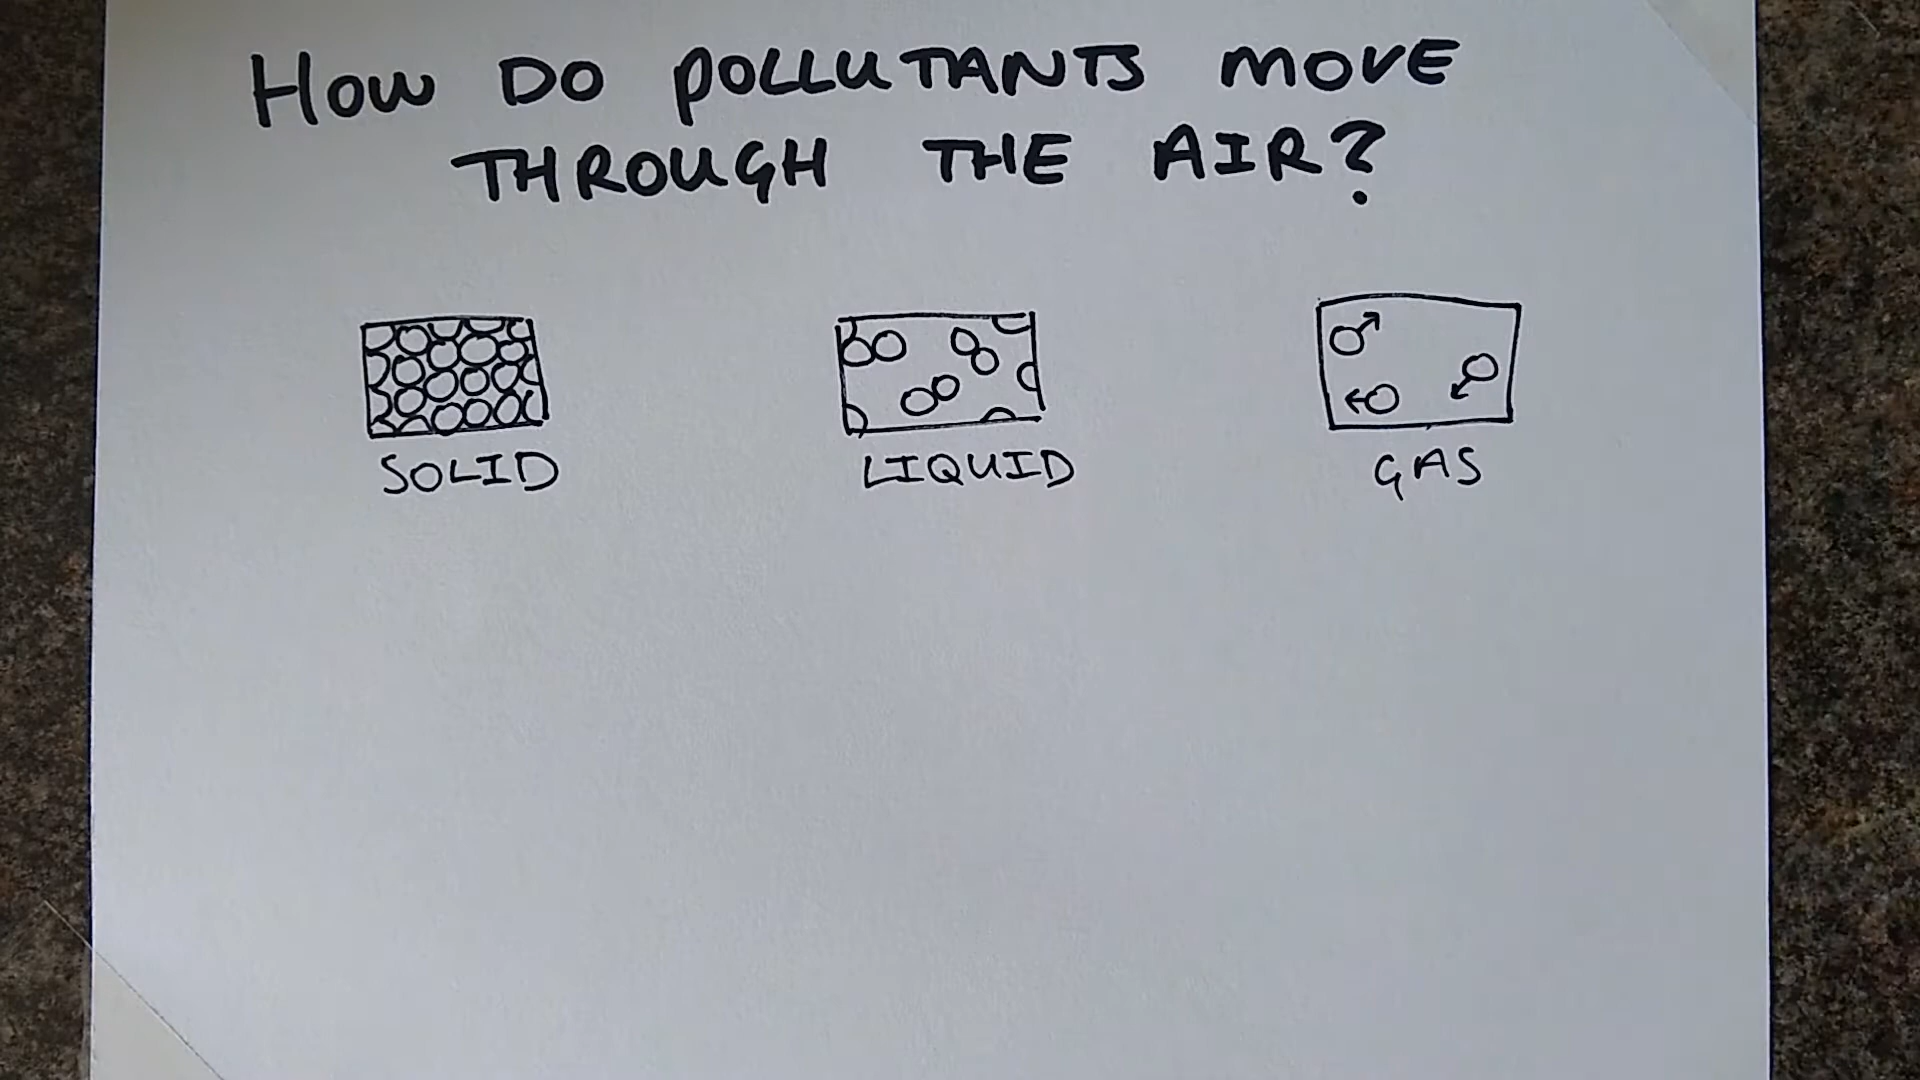 HOW DO POLLUTANTS MOVE
THROUGH THE AIR?
SOLID
LIQUID
GAS